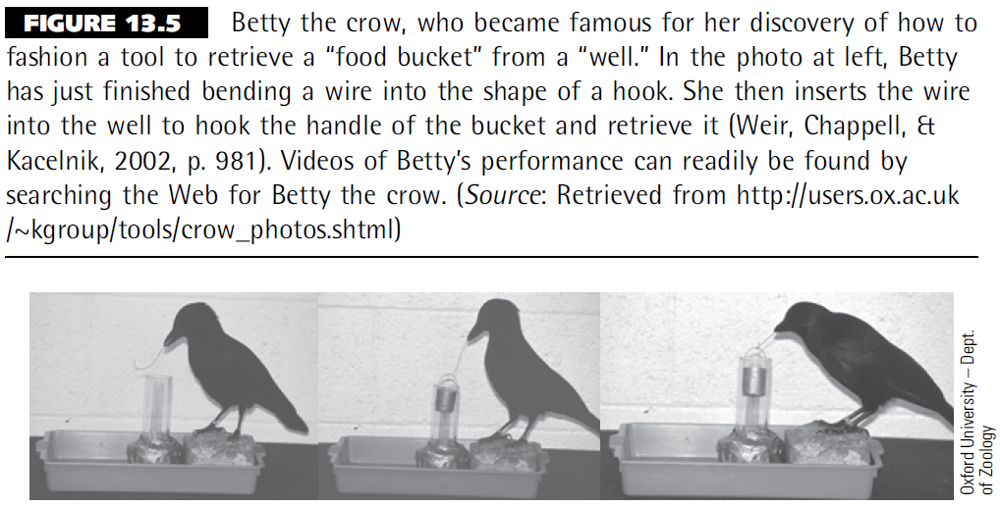 FIGURE 13.5 Betty the crow, who became famous for her discovery of how to
fashion a tool to retrieve a “food bucket” from a “well.” In the photo at left, Betty
has just finished bending a wire into the shape of a hook. She then inserts the wire
into the well to hook the handle of the bucket and retrieve it (Weir, Chappell, &
Kacelnik, 2002, p. 981). Videos of Betty’s performance can readily be found by
searching the Web for Betty the crow. (Source: Retrieved from http://users.ox.ac.uk
/~kgroup/tools/crow_photos.shtml)
Oxford University – Dept.
of Zoology